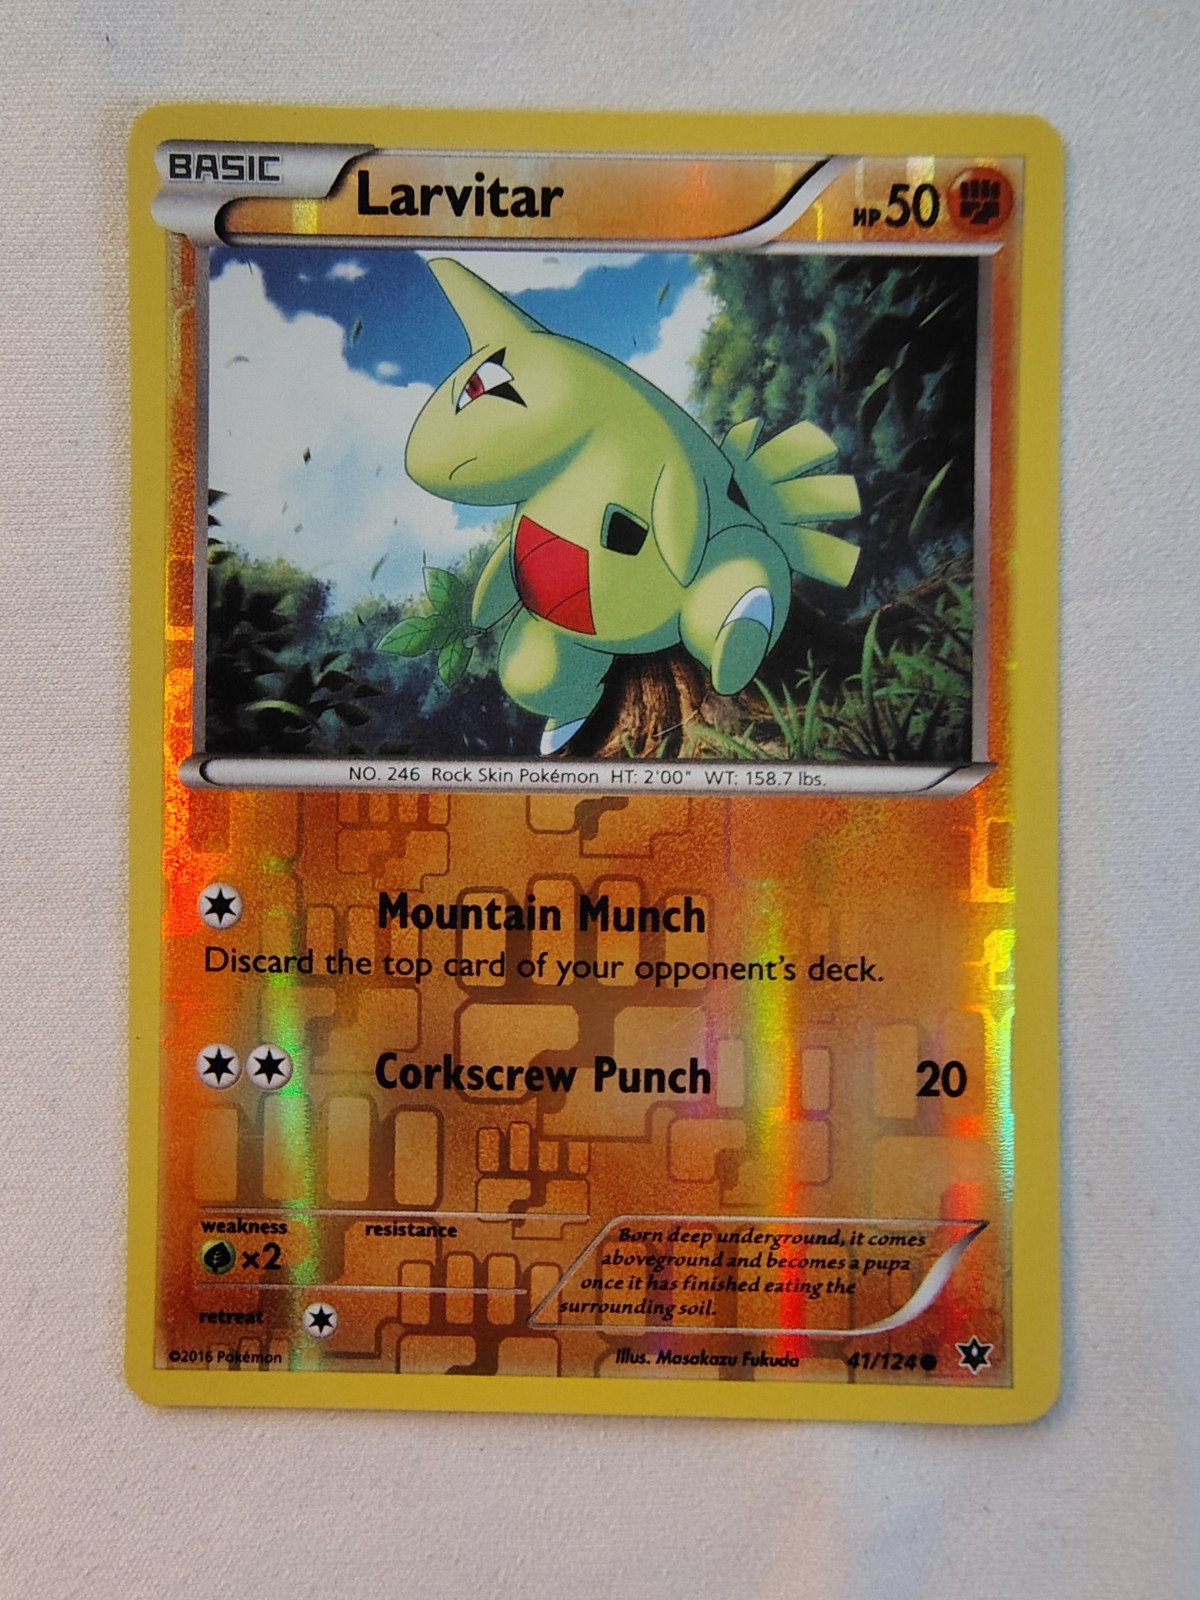 BASIC
Larvitar
HP 50
NO. 246 Rock Skin Pokémon HT: 2'00" WT: 158.7 lbs.
Mountain Munch
Discard the top card of your opponent's deck.
Corkscrew Punch 20
weakness resistance
×2
retreat
Born deep underground, it comes
aboveground and becomes a pupa
once it has finished eating the
surrounding soil.
©2016 Pokémon
Illus. Masakazu Fukuda 41/124